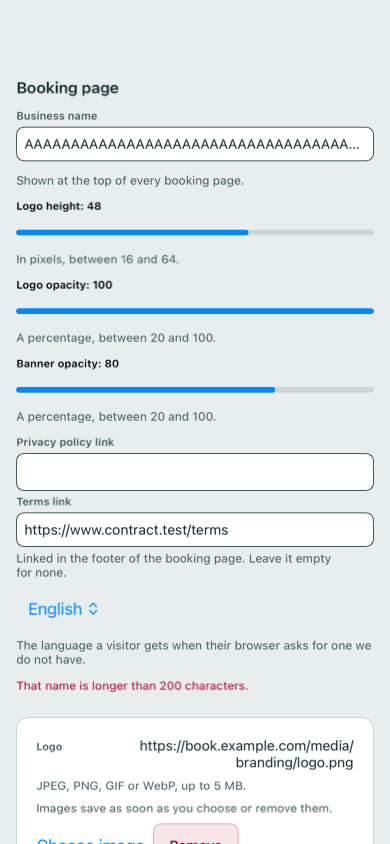 Booking page
Business name
AAAAAAAAAAAAAAAAAAAAAAAAAAAAAAAAAAA...
Shown at the top of every booking page.
Logo height: 48
In pixels, between 16 and 64.
Logo opacity: 100
A percentage, between 20 and 100.
Banner opacity: 80
A percentage, between 20 and 100.
Privacy policy link
Terms link
https://www.contract.test/terms
Linked in the footer of the booking page. Leave it empty
for none.
English
The language a visitor gets when their browser asks for one we
do not have.
That name is longer than 200 characters.
Logo
https://book.example.com/media/
branding/logo.png
JPEG, PNG, GIF or WebP, up to 5 MB.
Images save as soon as you choose or remove them.
Choose image
Remove